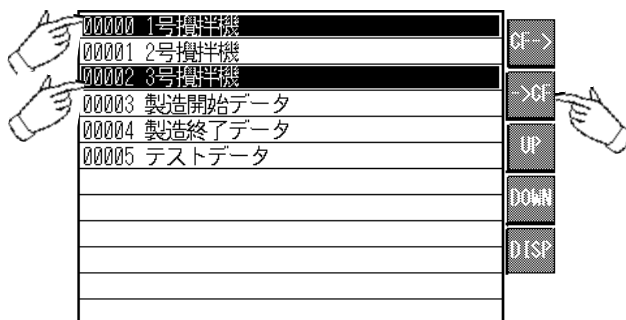 00000 1号攪拌機
00001 2号攪拌機
00002 3号攪拌機
00003 製造開始データ
00004 製造終了データ
00005 テストデータ
CF->
->CF
UP
DOWN
DISP